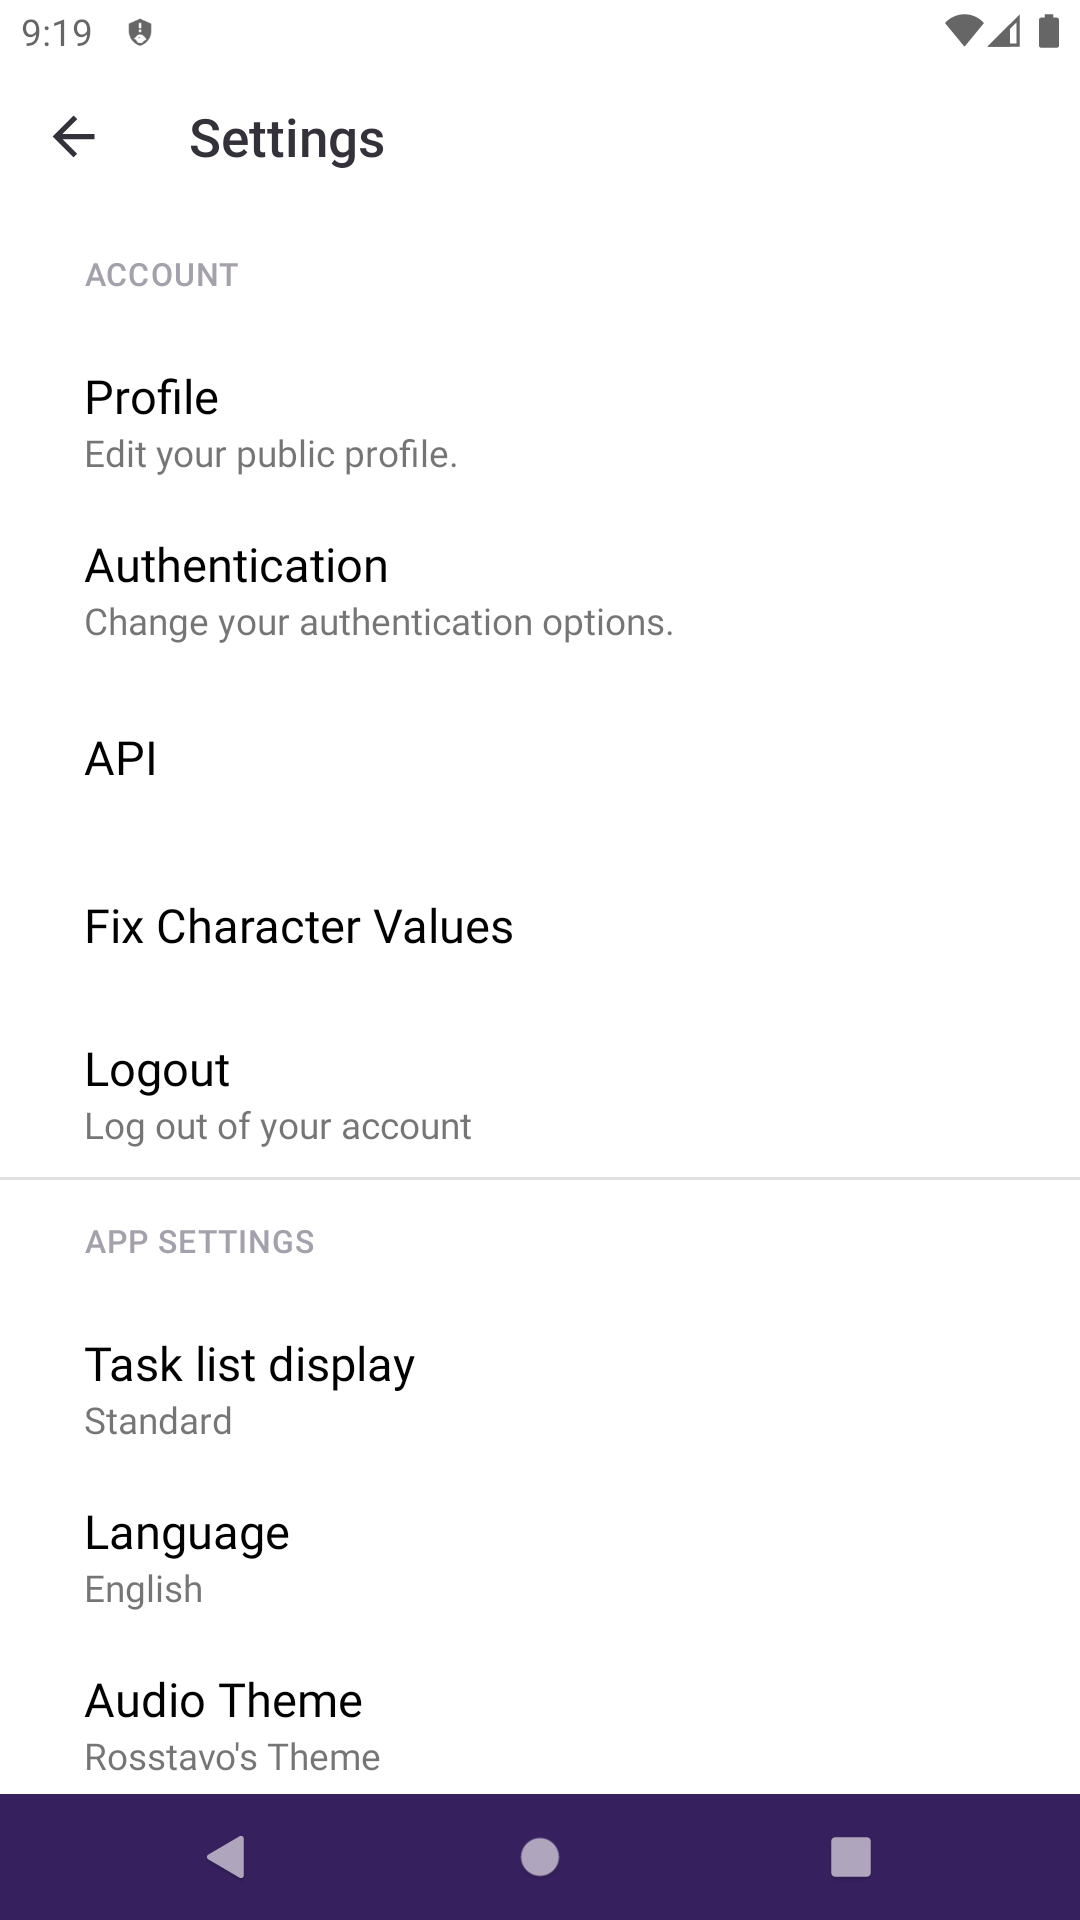 9:19
Settings
ACCOUNT
Profile
Edit your public profile.
Authentication
Change your authentication options.
API
Fix Character Values
Logout
Log out of your account
APP SETTINGS
Task list display
Standard
Language
English
Audio Theme
Rosstavo's Theme